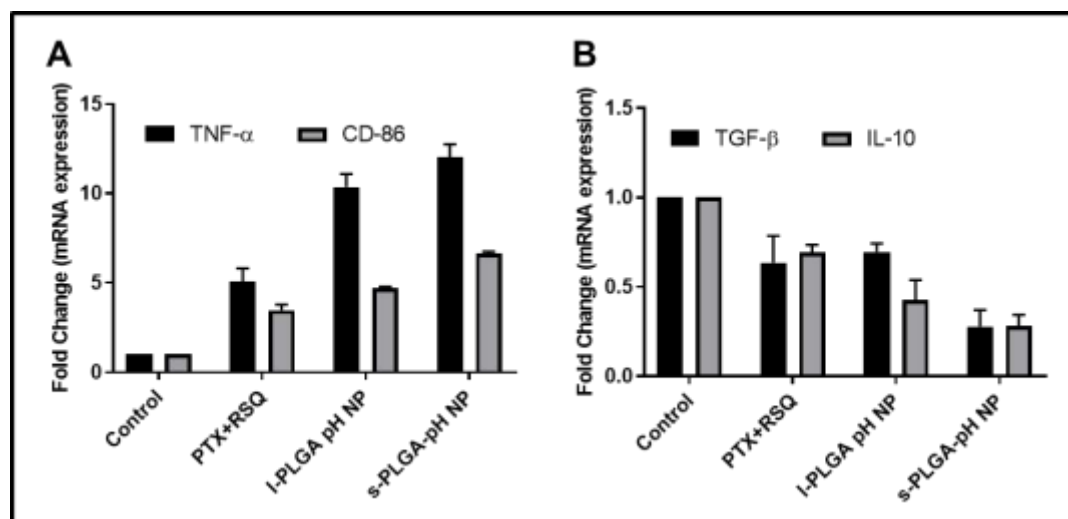 A
Fold Change (mRNA expression)
TNF-α CD-86
15
10
5
0
Control
PTX+RSQ
l-PLGA pH NP
s-PLGA-pH NP
B
Fold Change (mRNA expression)
TGF-β IL-10
1.5
1.0
0.5
0.0
Control
PTX+RSQ
l-PLGA pH NP
s-PLGA-pH NP